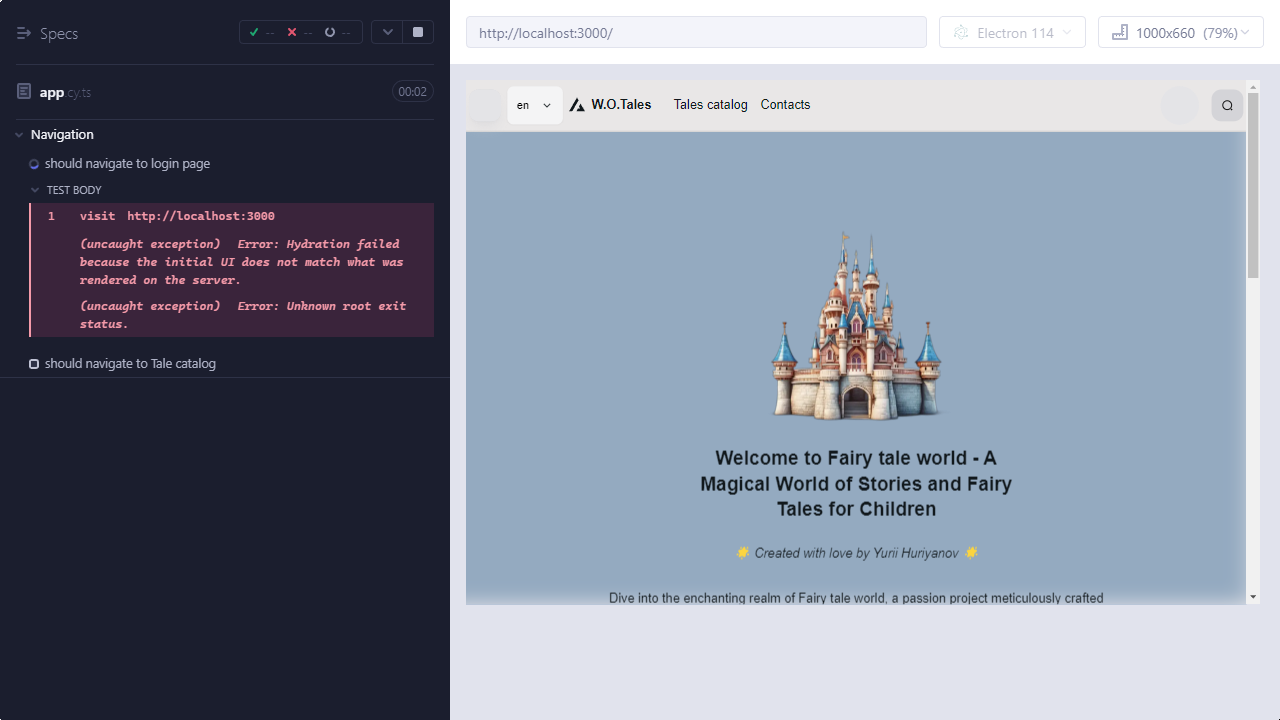 Specs
--
--
--
app.cy.ts
00:02
Navigation
should navigate to login page
TEST BODY
1 visit http://localhost:3000
(uncaught exception) Error: Hydration failed
because the initial UI does not match what was
rendered on the server.
(uncaught exception) Error: Unknown root exit
status.
should navigate to Tale catalog
http://localhost:3000/
Electron 114
1000x660 (79%)
en
W.O.Tales
Tales catalog
Contacts
Welcome to Fairy tale world - A
Magical World of Stories and Fairy
Tales for Children
Created with love by Yurii Huriyanov
Dive into the enchanting realm of Fairy tale world, a passion project meticulously crafted